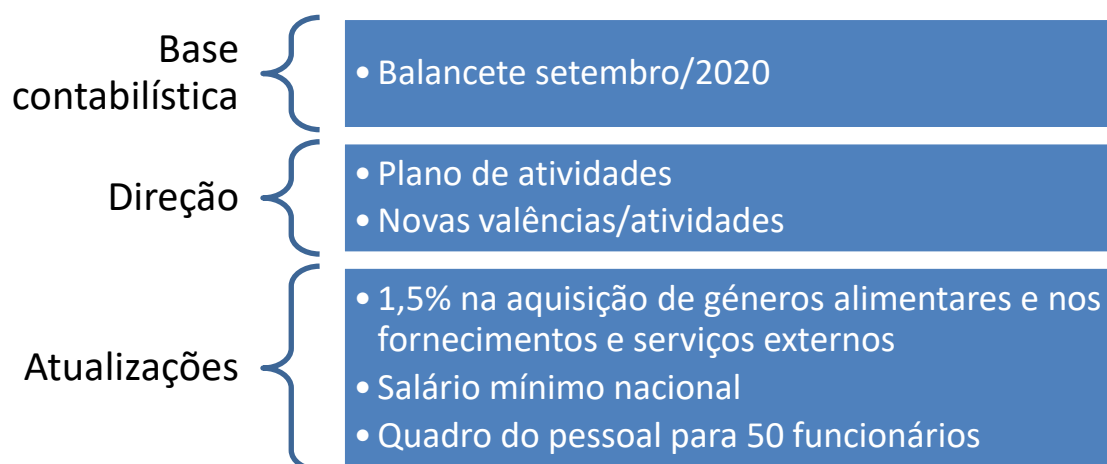 Base
contabilística
• Balancete setembro/2020
Direção
• Plano de atividades
• Novas valências/atividades
Atualizações
• 1,5% na aquisição de géneros alimentares e nos
fornecimentos e serviços externos
• Salário mínimo nacional
• Quadro do pessoal para 50 funcionários